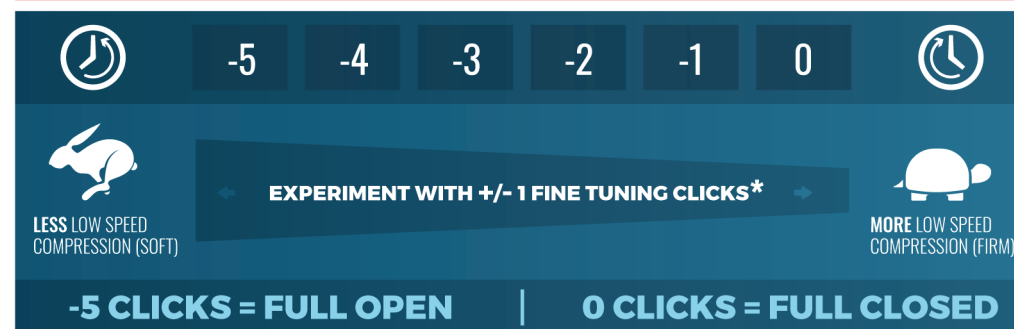 -5 -4 -3 -2 -1 0
EXPERIMENT WITH +/- 1 FINE TUNING CLICKS*
LESS LOW SPEED
COMPRESSION (SOFT)
MORE LOW SPEED
COMPRESSION (FIRM)
-5 CLICKS = FULL OPEN | 0 CLICKS = FULL CLOSED